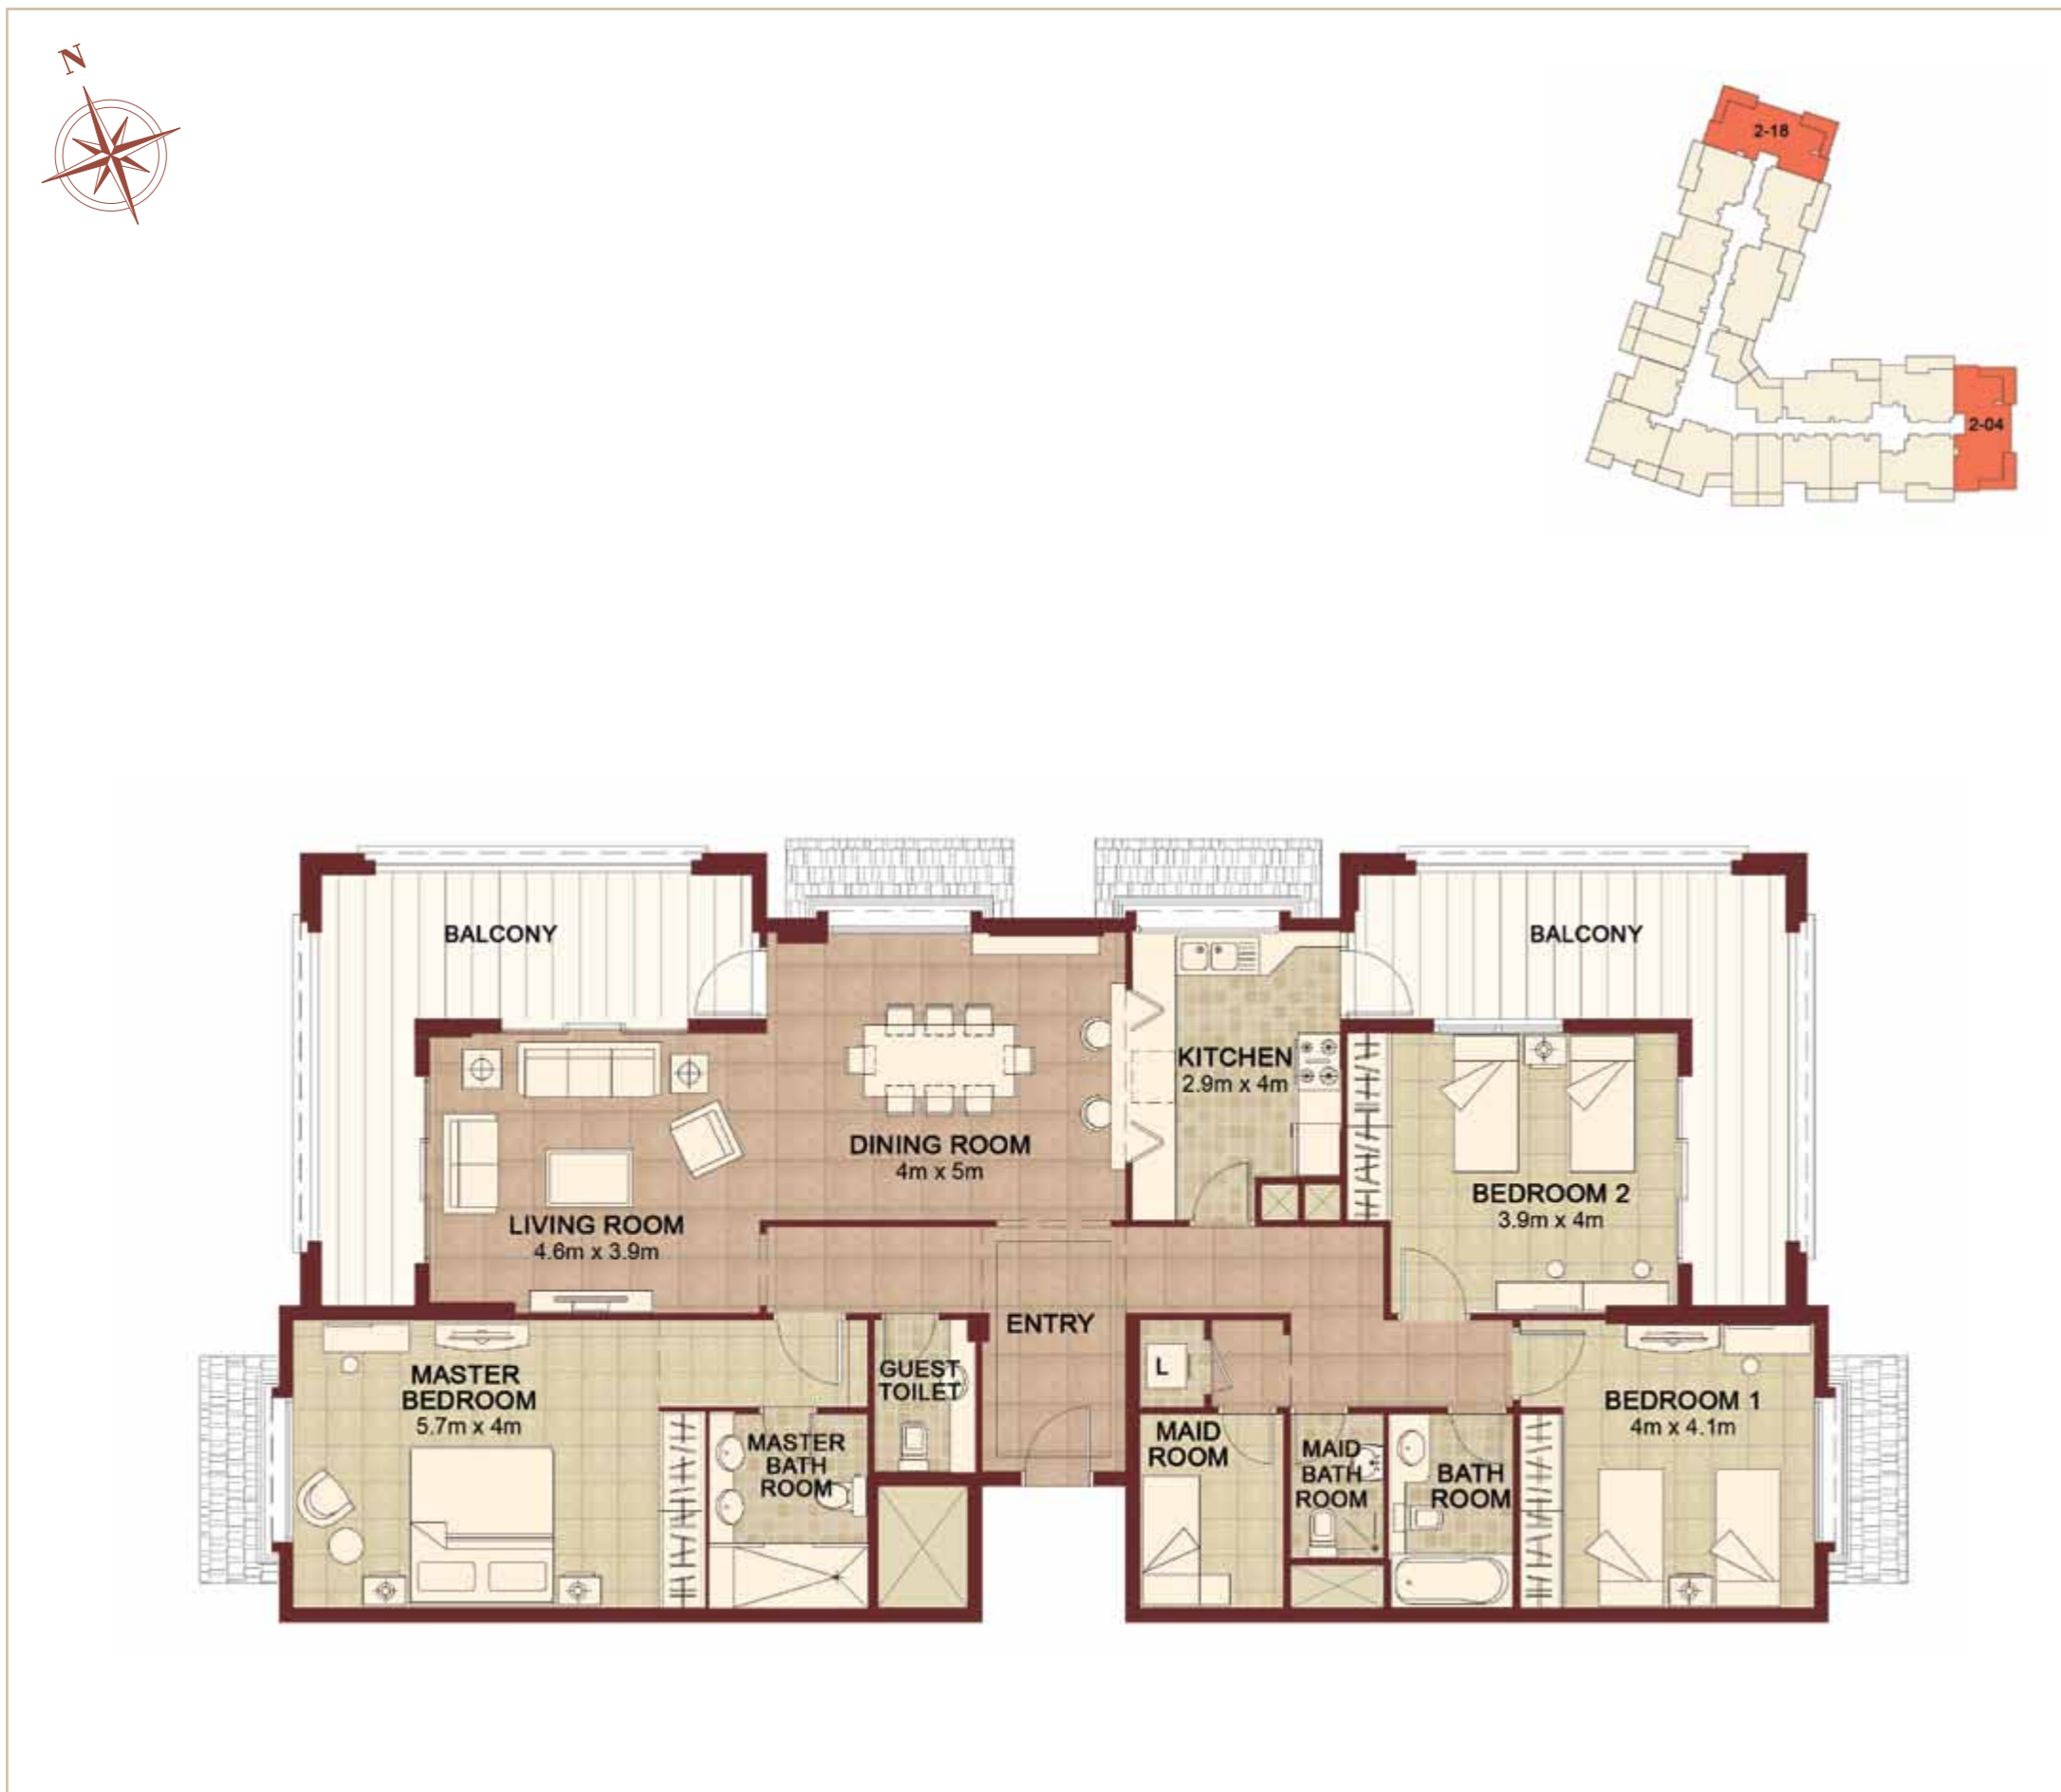 N
2-18
2-04
BALCONY
BALCONY
KITCHEN
2.9m x 4m
DINING ROOM
4m x 5m
BEDROOM 2
3.9m x 4m
LIVING ROOM
4.6m x 3.9m
ENTRY
MASTER
BEDROOM
5.7m x 4m
GUEST
TOILET
L
BEDROOM 1
4m x 4.1m
MASTER
BATH
ROOM
MAID
ROOM
MAID
BATH
ROOM
BATH
ROOM